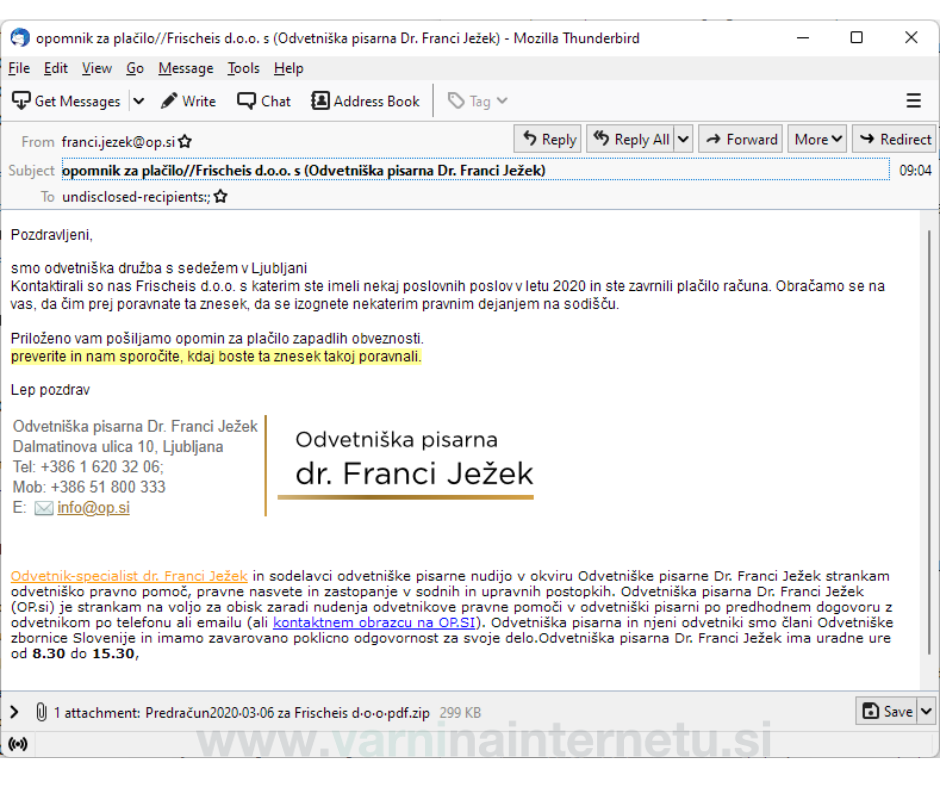 opomnik za plačilo//Frischeis d.o.o. s (Odvetniška pisarna Dr. Franci Ježek) - Mozilla Thunderbird
File Edit View Go Message Tools Help
Get Messages Write Chat Address Book Tag
From franci.jezek@op.si Reply Reply All Forward More Redirect
Subject opomnik za plačilo//Frischeis d.o.o. s (Odvetniška pisarna Dr. Franci Ježek) 09:04
To undisclosed-recipients:;
Pozdravljeni,
smo odvetniška družba s sedežem v Ljubljani
Kontaktirali so nas Frischeis d.o.o. s katerim ste imeli nekaj poslovnih poslov v letu 2020 in ste zavrnili plačilo računa. Obračamo se na
vas, da čim prej poravnate ta znesek, da se izognete nekaterim pravnim dejanjem na sodišču.
Priloženo vam pošiljamo opomin za plačilo zapadlih obveznosti.
preverite in nam sporočite, kdaj boste ta znesek takoj poravnali.
Lep pozdrav
Odvetniška pisarna Dr. Franci Ježek
Dalmatinova ulica 10, Ljubljana
Tel: +386 1 620 32 06;
Mob: +386 51 800 333
E: info@op.si
Odvetniška pisarna
dr. Franci Ježek
Odvetnik-specialist dr. Franci Ježek in sodelavci odvetniške pisarne nudijo v okviru Odvetniške pisarne Dr. Franci Ježek strankam
odvetniško pravno pomoč, pravne nasvete in zastopanje v sodnih in upravnih postopkih. Odvetniška pisarna Dr. Franci Ježek
(OP.si) je strankam na voljo za obisk zaradi nudenja odvetnikove pravne pomoči v odvetniški pisarni po predhodnem dogovoru z
odvetnikom po telefonu ali emailu (ali kontaktnem obrazcu na OP.SI). Odvetniška pisarna in njeni odvetniki smo člani Odvetniške
zbornice Slovenije in imamo zavarovano poklicno odgovornost za svoje delo.Odvetniška pisarna Dr. Franci Ježek ima uradne ure
od 8.30 do 15.30,
1 attachment: Predračun2020-03-06 za Frischeis d-o-o-pdf.zip 299 KB Save
www.varninainternetu.si